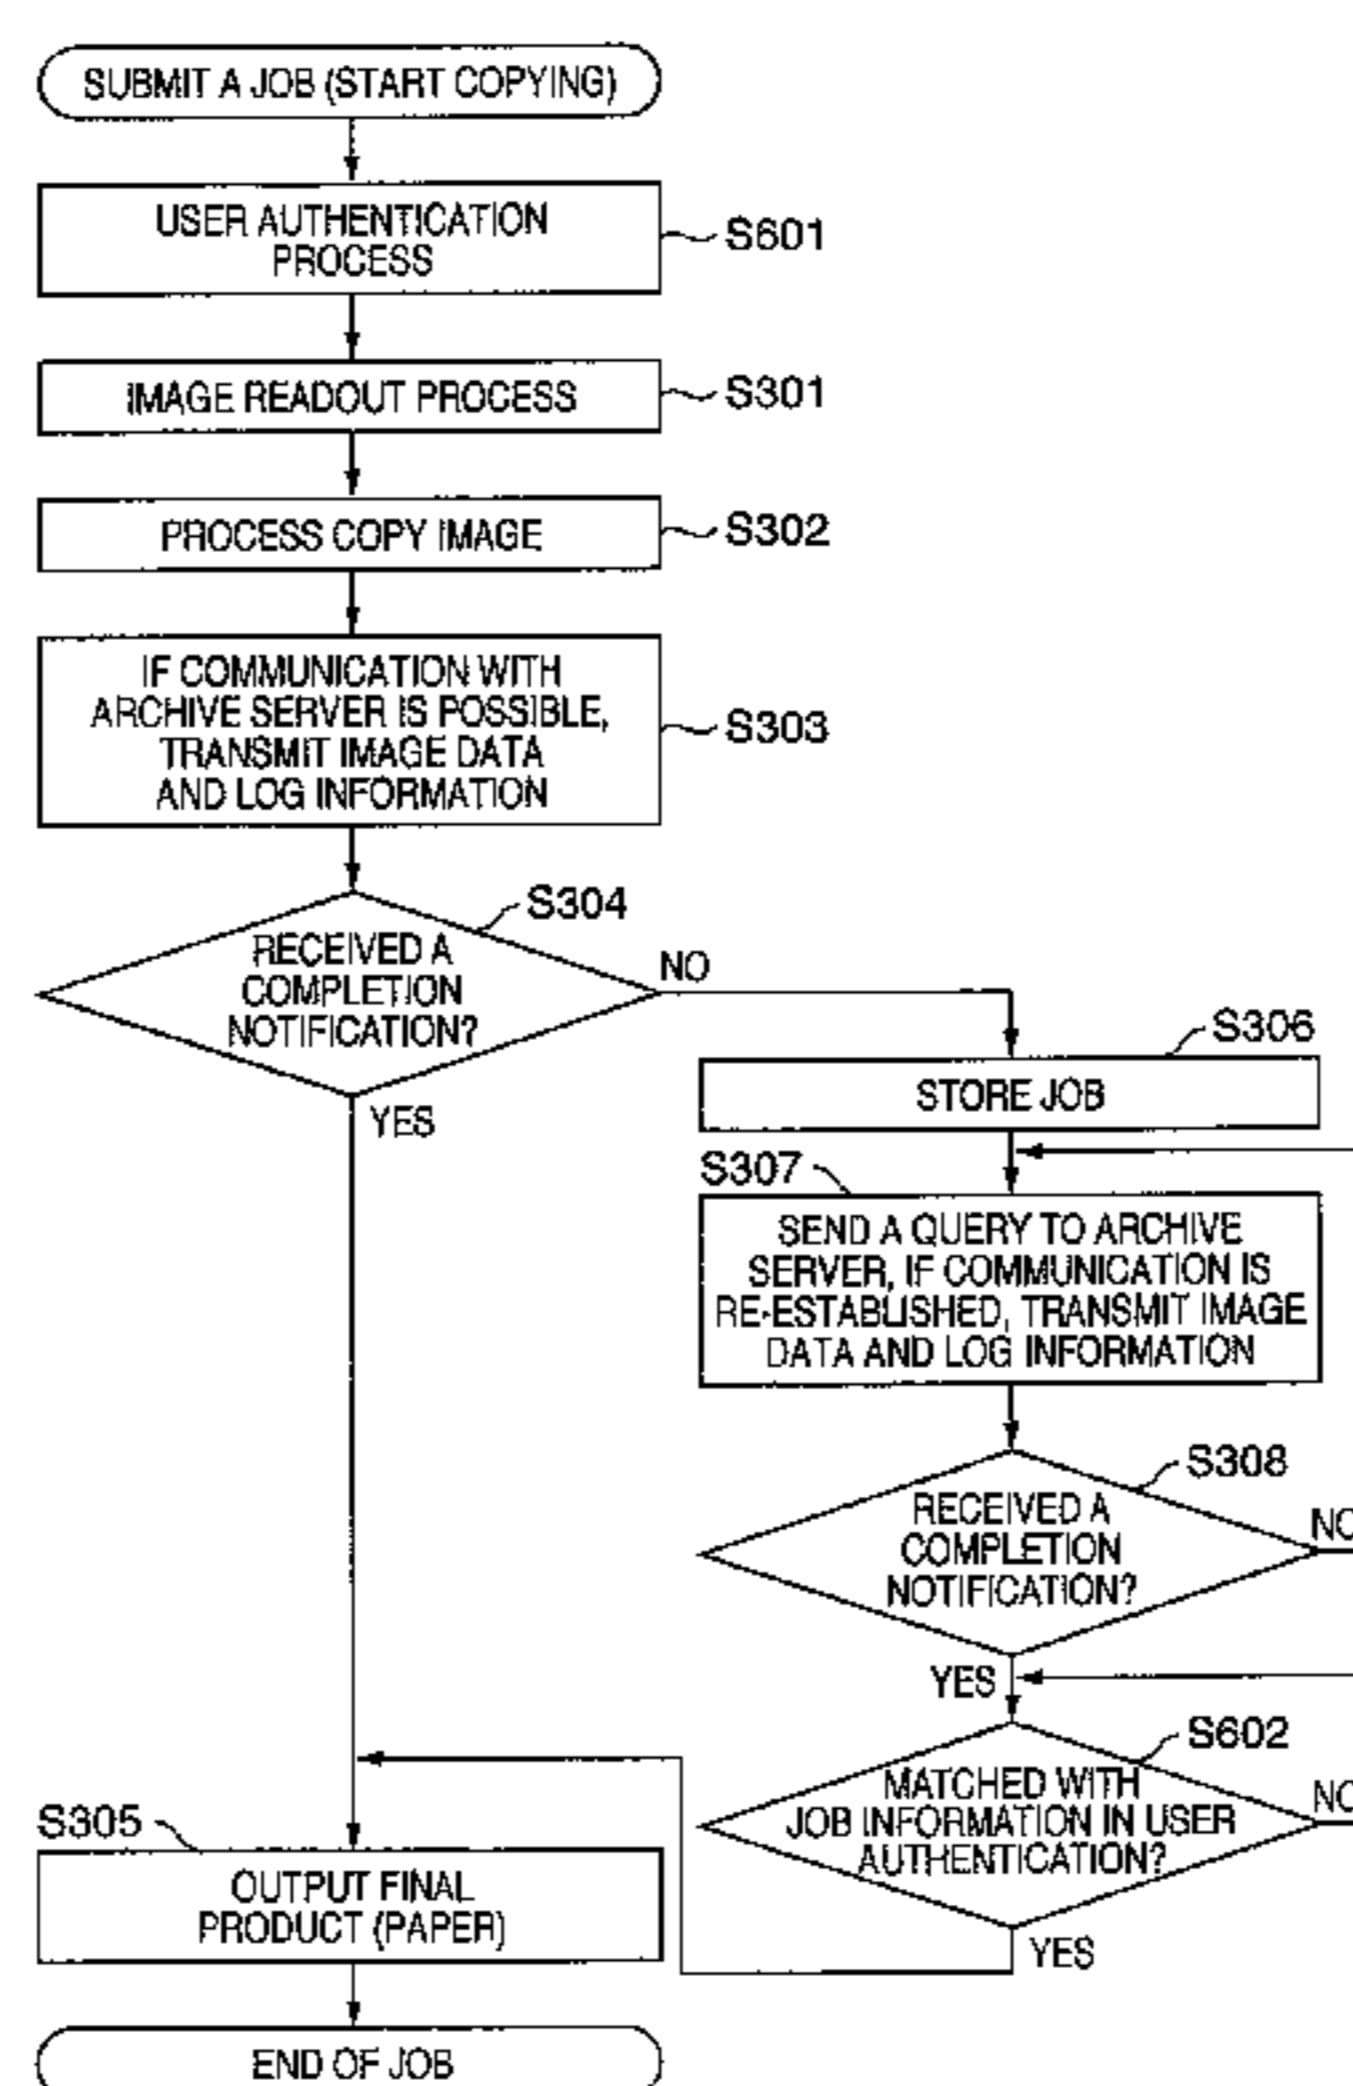 SUBMIT A JOB (START COPYING)
USER AUTHENTICATION
PROCESS
S601
IMAGE READOUT PROCESS
S301
PROCESS COPY IMAGE
S302
IF COMMUNICATION WITH
ARCHIVE SERVER IS POSSIBLE,
TRANSMIT IMAGE DATA
AND LOG INFORMATION
S303
S304
RECEIVED A
COMPLETION
NOTIFICATION?
NO
YES
S306
STORE JOB
S307
SEND A QUERY TO ARCHIVE
SERVER, IF COMMUNICATION IS
RE-ESTABLISHED, TRANSMIT IMAGE
DATA AND LOG INFORMATION
S308
RECEIVED A
COMPLETION
NOTIFICATION?
NO
YES
S602
MATCHED WITH
JOB INFORMATION IN USER
AUTHENTICATION?
NO
YES
S305
OUTPUT FINAL
PRODUCT (PAPER)
END OF JOB